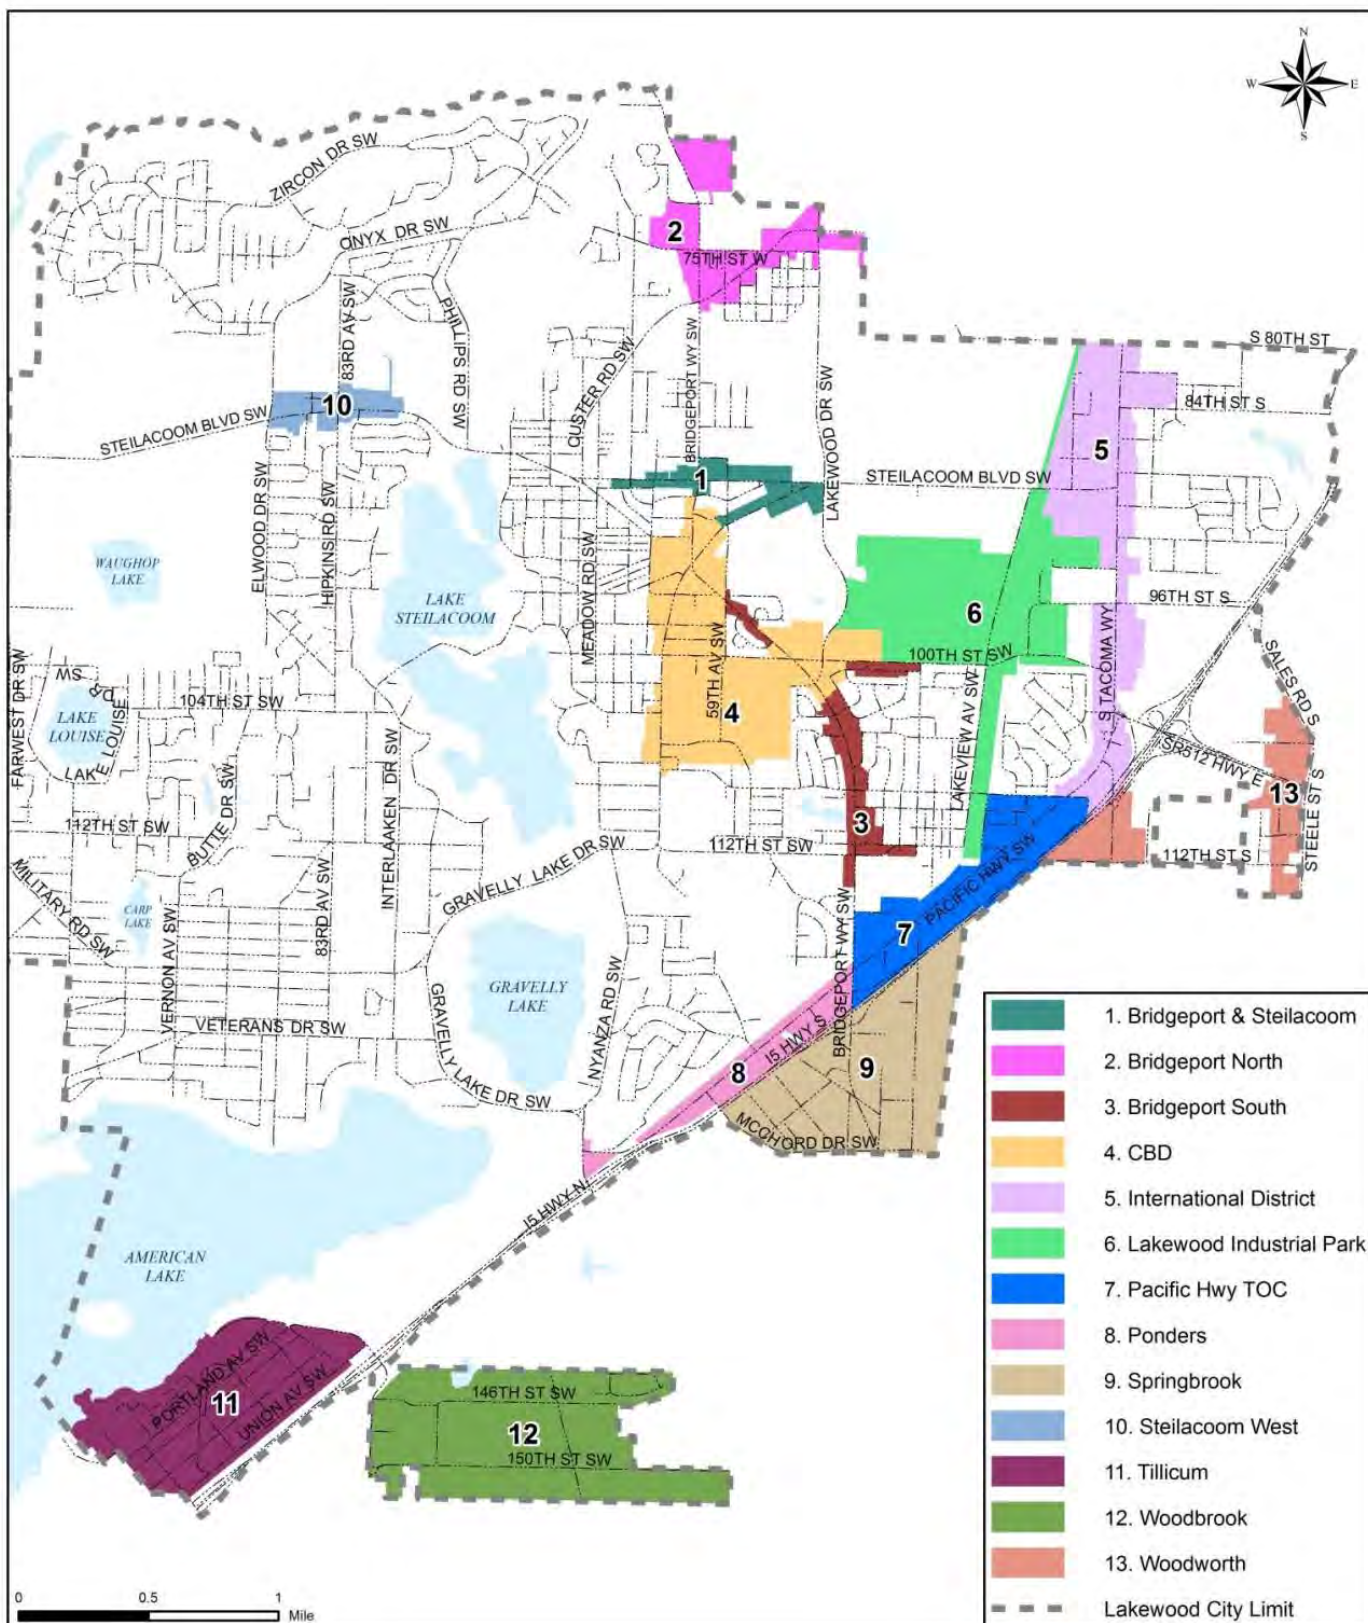 N
W E
S
ZIRCON DR SW
ONYX DR SW
2
75TH ST W
83RD AV SW
PHILLIPS RD SW
BRIDGEPORT WY SW
CUSTER RD SW
LAKEWOOD DR SW
S 80TH ST
84TH ST S
10
STEILACOOM BLVD SW
5
1
STEILACOOM BLVD SW
ELWOOD DR SW
HIPKINS RD SW
WAUGHOP
LAKE
LAKE
STEILACOOM
MEADOW RD SW
96TH ST S
6
100TH ST SW
S TACOMA WY
SALES RD S
FARWEST DR SW
LAKE LOUISE DR SW
LAKE
LOUISE
104TH ST SW
59TH AV SW
4
LAKEVIEW AV SW
SR512 HWY E
13
STEELE ST S
INTERLAAKEN DR SW
BUTTE DR SW
112TH ST SW
3
112TH ST SW
112TH ST S
MILITARY RD SW
GRAVELLY LAKE DR SW
PACIFIC HWY SW
CARP
LAKE
83RD AV SW
VERNON AV SW
7
BRIDGEPORT WY SW
GRAVELLY
LAKE
NYANZA RD SW
VETERANS DR SW
GRAVELLY LAKE DR SW
I5 HWY S
8
9
MCCHORD DR SW
I5 HWY N
AMERICAN
LAKE
PORTLAND AV SW
11
UNION AV SW
146TH ST SW
12
150TH ST SW
1. Bridgeport & Steilacoom
2. Bridgeport North
3. Bridgeport South
4. CBD
5. International District
6. Lakewood Industrial Park
7. Pacific Hwy TOC
8. Ponders
9. Springbrook
10. Steilacoom West
11. Tillicum
12. Woodbrook
13. Woodworth
Lakewood City Limit
0 0.5 1
Mile